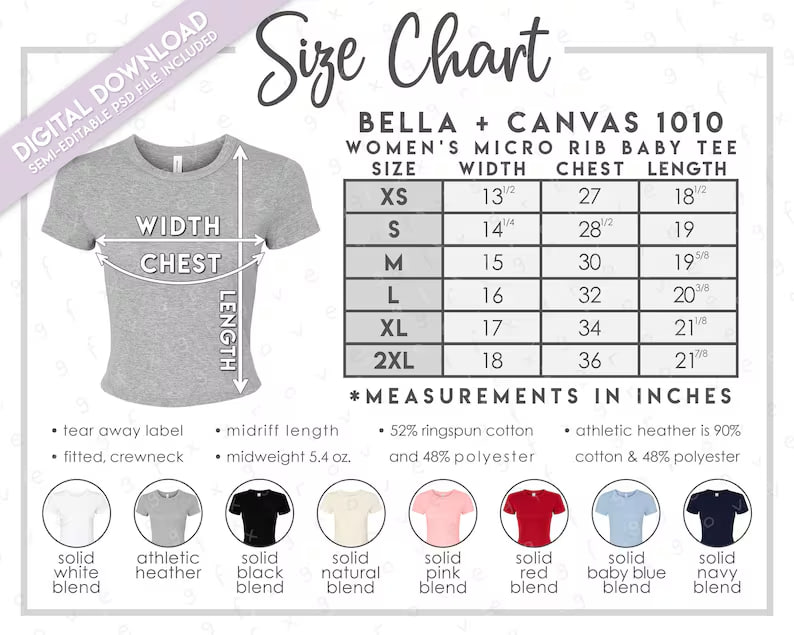 DIGITAL DOWNLOAD
SEMI-EDITABLE PSD FILE INCLUDED
Size Chart
BELLA + CANVAS 1010
WOMEN'S MICRO RIB BABY TEE
SIZE WIDTH CHEST LENGTH
XS 13 1/2 27 18 1/2
S 14 1/4 28 1/2 19
M 15 30 19 5/8
L 16 32 20 3/8
XL 17 34 21 1/8
2XL 18 36 21 7/8
*MEASUREMENTS IN INCHES
WIDTH
CHEST
LENGTH
• tear away label
• fitted, crewneck
• midriff length
• midweight 5.4 oz.
• 52% ringspun cotton
and 48% polyester
• athletic heather is 90%
cotton & 48% polyester
solid
white
blend
athletic
heather
solid
black
blend
solid
natural
blend
solid
pink
blend
solid
red
blend
solid
baby blue
blend
solid
navy
blend